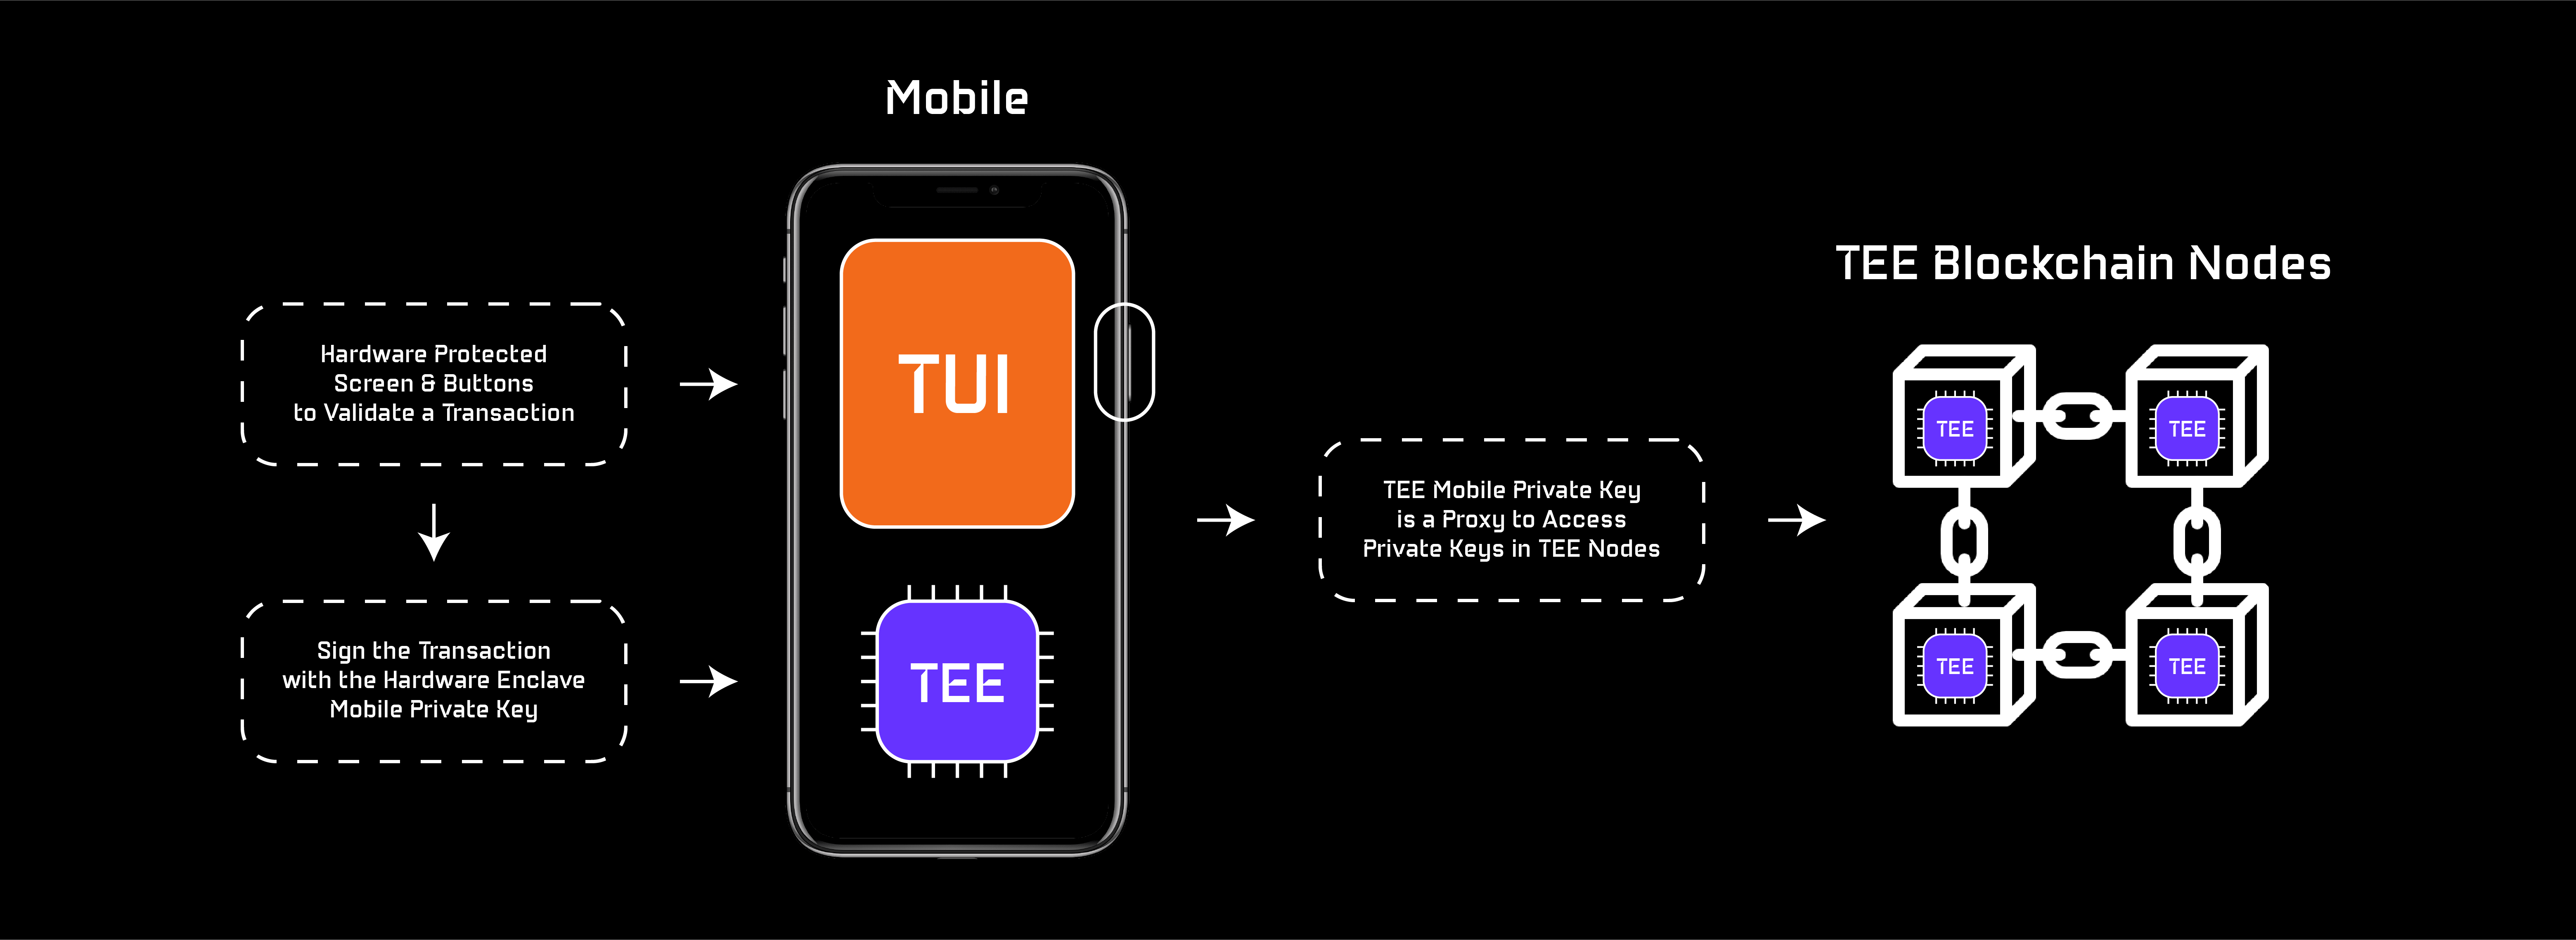 Mobile
TEE Blockchain Nodes
Hardware Protected
Screen & Buttons
to Validate a Transaction
TUI
Sign the Transaction
with the Hardware Enclave
Mobile Private Key
TEE
TEE Mobile Private Key
is a Proxy to Access
Private Keys in TEE Nodes
TEE
TEE
TEE
TEE